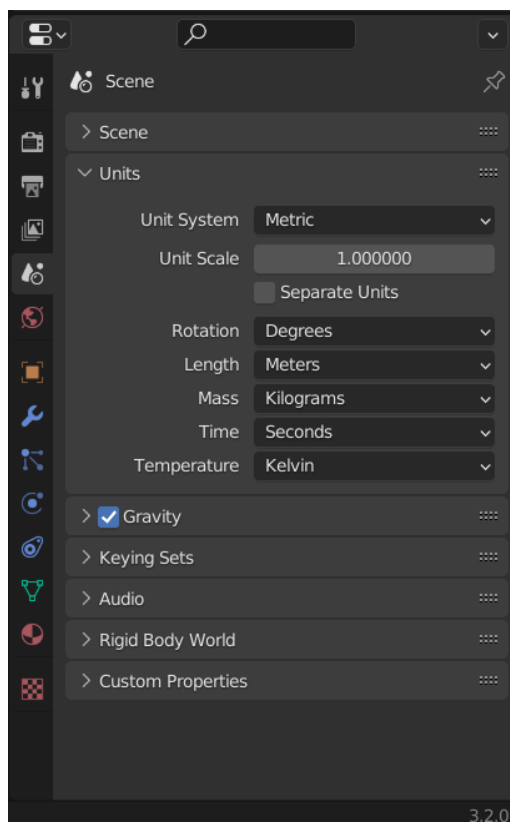 Scene
Scene
Units
Unit System Metric
Unit Scale 1.000000
Separate Units
Rotation Degrees
Length Meters
Mass Kilograms
Time Seconds
Temperature Kelvin
Gravity
Keying Sets
Audio
Rigid Body World
Custom Properties
3.2.0